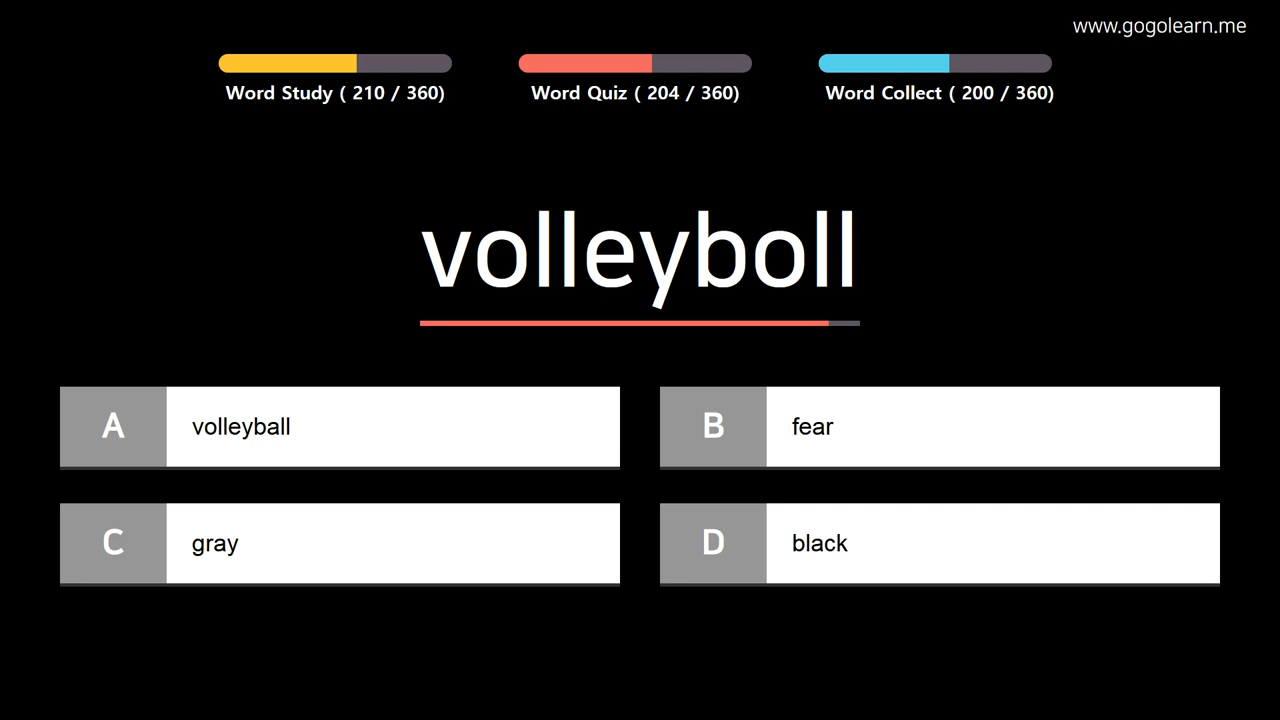 www.gogolearn.me
Word Study ( 210 / 360)
Word Quiz ( 204 / 360)
Word Collect ( 200 / 360)
volleyboll
A volleyball
B fear
C gray
D black